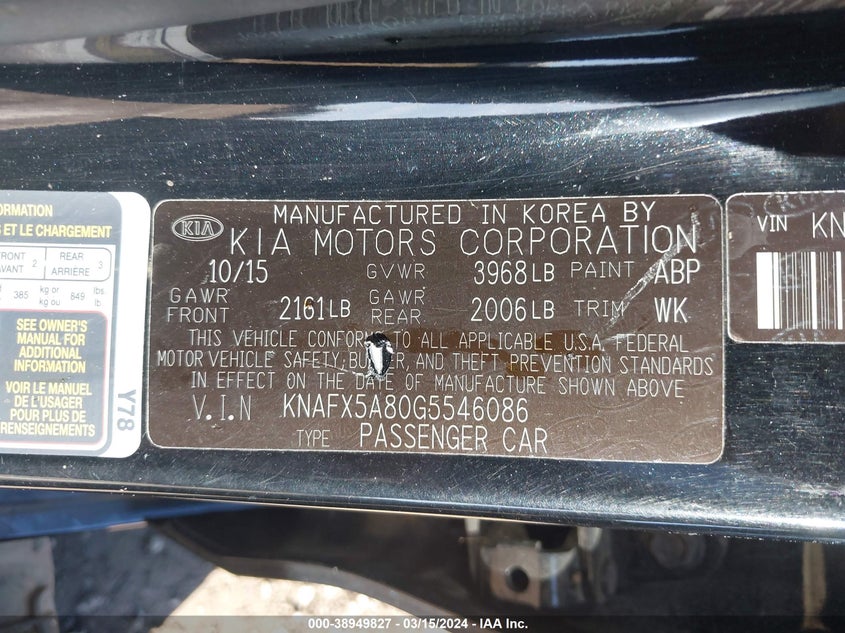 ORMATION
S ET LE CHARGEMENT
FRONT
AVANT 2 REAR
ARRIERE 3
385 kg or
kg ou 849 lbs.
lb.
SEE OWNER'S
MANUAL FOR
ADDITIONAL
INFORMATION
VOIR LE MANUEL
DE L'USAGER
POUR PLUS DE
RENSEIGNEMENTS
Y78
KIA
MANUFACTURED IN KOREA BY
KIA MOTORS CORPORATION
10/15 GVWR 3968LB PAINT ABP
GAWR
FRONT 2161LB GAWR
REAR 2006LB TRIM WK
THIS VEHICLE CONFORMS TO ALL APPLICABLE U.S.A. FEDERAL
MOTOR VEHICLE SAFETY, BUMPER, AND THEFT PREVENTION STANDARDS
IN EFFECT ON THE DATE OF MANUFACTURE SHOWN ABOVE
V.I.N KNAFX5A80G5546086
TYPE PASSENGER CAR
VIN KN
000-38949827 - 03/15/2024 - IAA Inc.